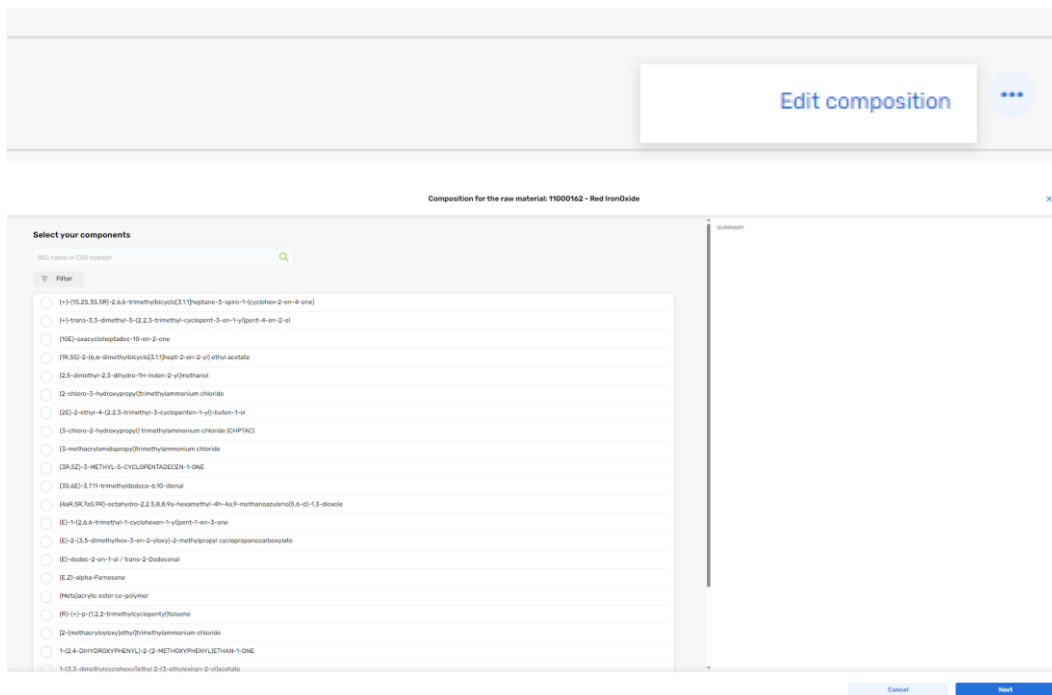 Edit composition
Composition for the raw material: 11000162 - Red IronOxide
SUMMARY
Select your components
INCI name or CAS number
Filter
(+)-(1S,2S,3S,5R)-2,6,6-trimethylbicyclo[3.1.1]heptane-3-spiro-1-(cyclohex-2-en-4-one)
(+)-trans-3,3-dimethyl-5-(2,2,3-trimethyl-cyclopent-3-en-1-yl)pent-4-en-2-ol
(10E)-oxacycloheptadec-10-en-2-one
(1R,5S)-2-(6,6-dimethylbicyclo[3.1.1]hept-2-en-2-yl) ethyl acetate
(2,5-dimethyl-2,3-dihydro-1H-inden-2-yl)methanol
(2-chloro-3-hydroxypropyl)trimethylammonium chloride
(2E)-2-ethyl-4-(2,2,3-trimethyl-3-cyclopenten-1-yl)-buten-1-ol
(3-chloro-2-hydroxypropyl) trimethylammonium chloride (CHPTAC)
(3-methacrylamidopropyl)trimethylammonium chloride
(3R,5Z)-3-METHYL-5-CYCLOPENTADECEN-1-ONE
(3S,6E)-3,7,11-trimethyldodeca-6,10-dienal
(4aR,5R,7aS,9R)-octahydro-2,2,5,8,8,9a-hexamethyl-4h-4a,9-methanoazuleno(5,6-d)-1,3-dioxole
(E)-1-(2,6,6-trimethyl-1-cyclohexen-1-yl)pent-1-en-3-one
(E)-2-(3,5-dimethylhex-3-en-2-yloxy)-2-methylpropyl cyclopropanecarboxylate
(E)-dodec-2-en-1-al / trans-2-Dodecenal
(E,Z)-alpha-Farnesene
(Meta)acrylic ester co-polymer
(R)-(+)-p-(1,2,2-trimethylcyclopentyl)toluene
[2-(methacryloyloxy)ethyl]trimethylammonium chloride
1-(2,4-DIHYDROXYPHENYL)-2-(2-METHOXYPHENYL)ETHAN-1-ONE
1-(3,3-dimethylcyclohexyl)ethyl 2-(3-ethyloxiran-2-yl)acetate
Cancel
Next